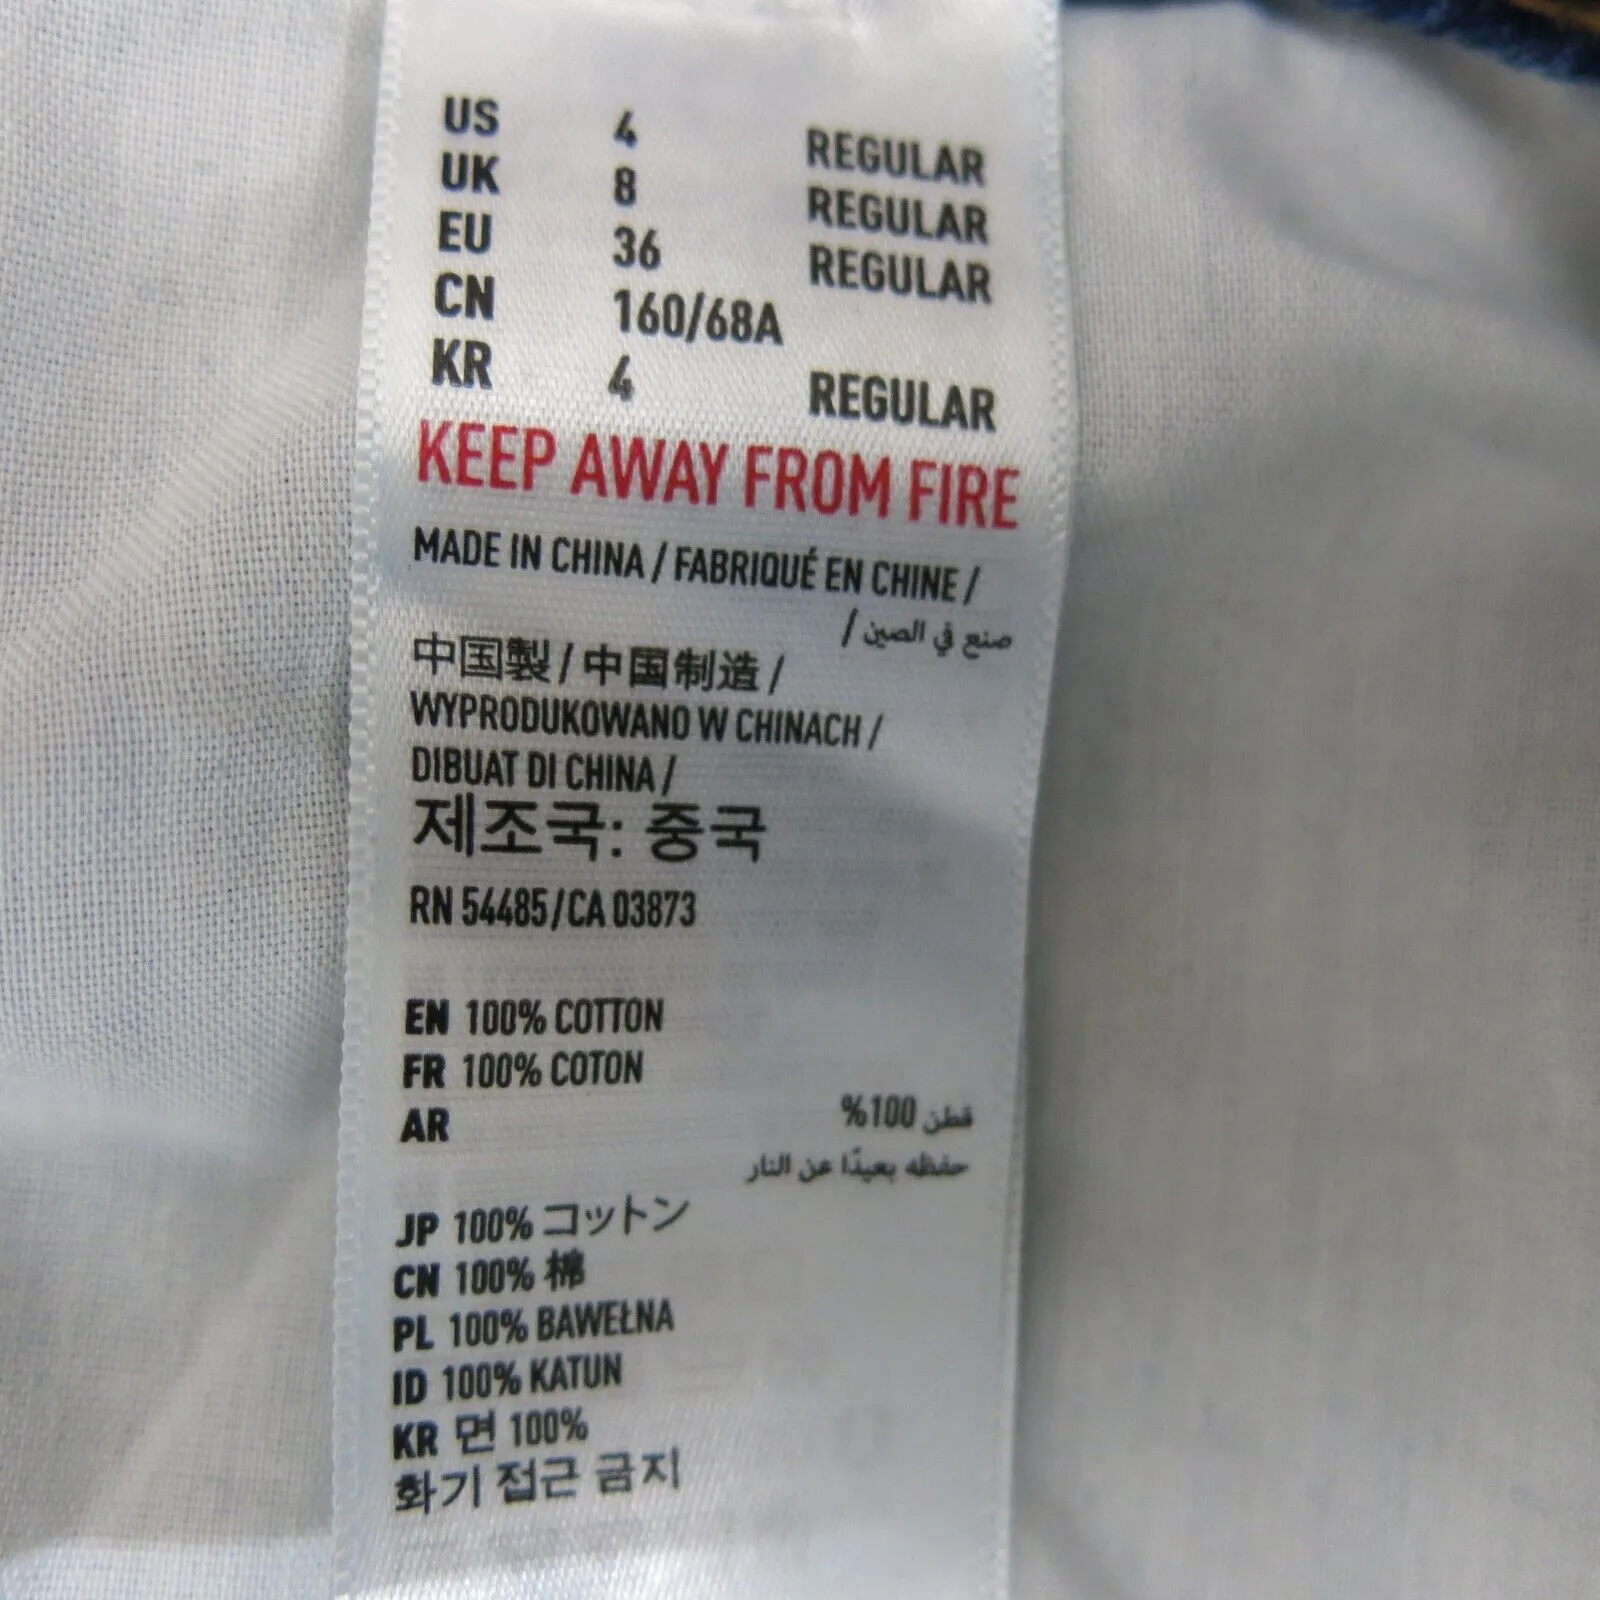 US 4 REGULAR
UK 8 REGULAR
EU 36 REGULAR
CN 160/68A
KR 4 REGULAR
KEEP AWAY FROM FIRE
MADE IN CHINA / FABRIQUÉ EN CHINE /
صنع في الصين /
中国製 / 中国制造 /
WYPRODUKOWANO W CHINACH /
DIBUAT DI CHINA /
제조국: 중국
RN 54485/CA 03873
EN 100% COTTON
FR 100% COTON
AR قطن 100%
حفظه بعيدًا عن النار
JP 100% コットン
CN 100% 棉
PL 100% BAWEŁNA
ID 100% KATUN
KR 면 100%
화기 접근 금지